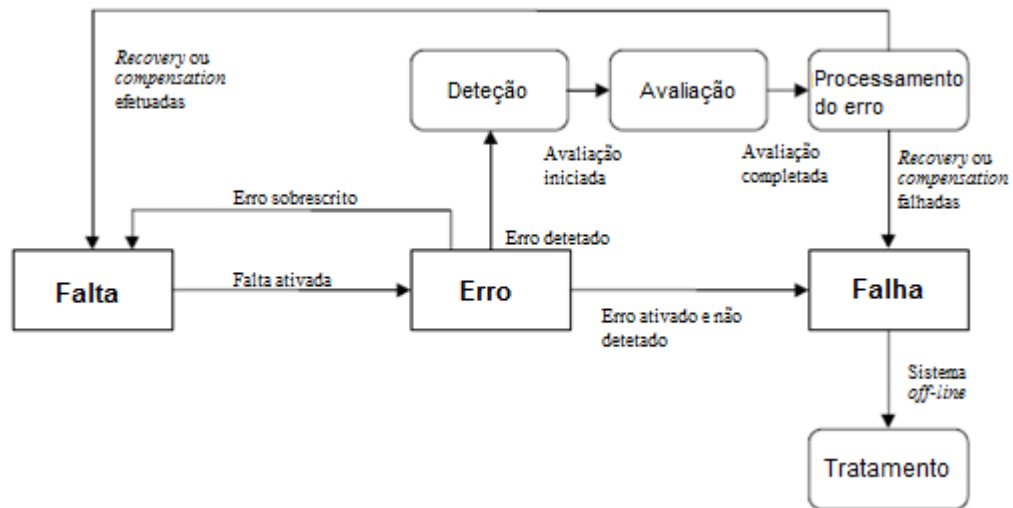 Recovery ou
compensation
efetuadas
Deteção
Avaliação
Processamento
do erro
Avaliação
iniciada
Avaliação
completada
Recovery ou
compensation
falhadas
Erro sobrescrito
Erro detetado
Falta
Falta ativada
Erro
Erro ativado e não
detetado
Falha
Sistema
off-line
Tratamento